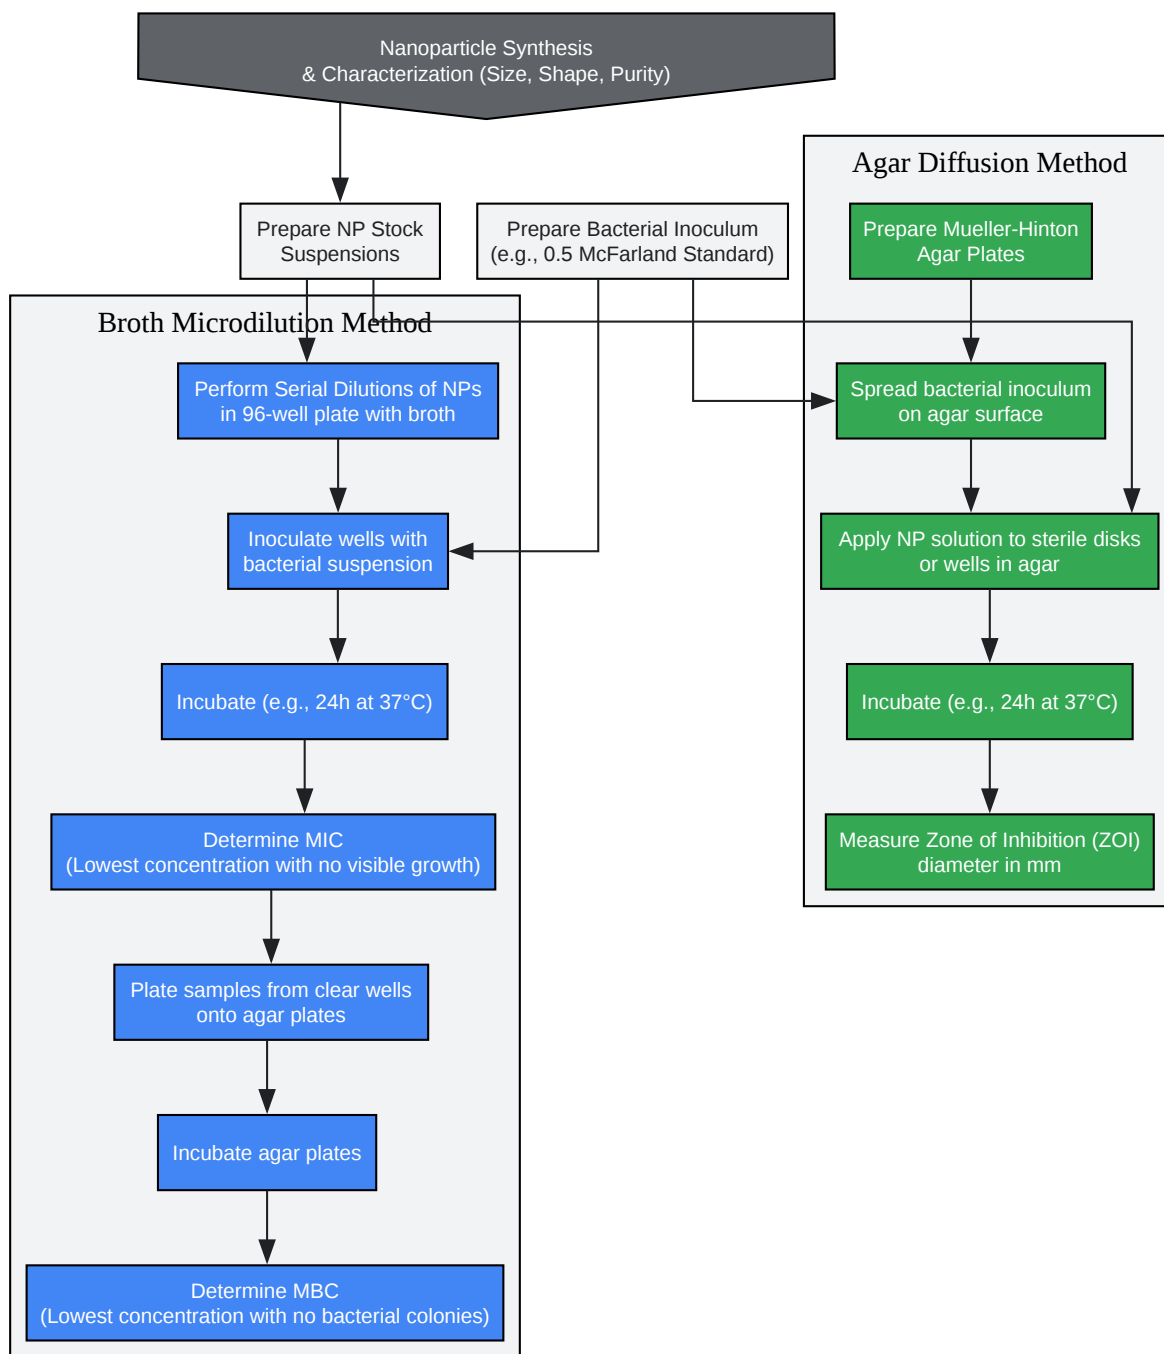 Nanoparticle Synthesis
& Characterization (Size, Shape, Purity)
Prepare NP Stock
Suspensions
Prepare Bacterial Inoculum
(e.g., 0.5 McFarland Standard)
Broth Microdilution Method
Perform Serial Dilutions of NPs
in 96-well plate with broth
Inoculate wells with
bacterial suspension
Incubate (e.g., 24h at 37°C)
Determine MIC
(Lowest concentration with no visible growth)
Plate samples from clear wells
onto agar plates
Incubate agar plates
Determine MBC
(Lowest concentration with no bacterial colonies)
Agar Diffusion Method
Prepare Mueller-Hinton
Agar Plates
Spread bacterial inoculum
on agar surface
Apply NP solution to sterile disks
or wells in agar
Incubate (e.g., 24h at 37°C)
Measure Zone of Inhibition (ZOI)
diameter in mm